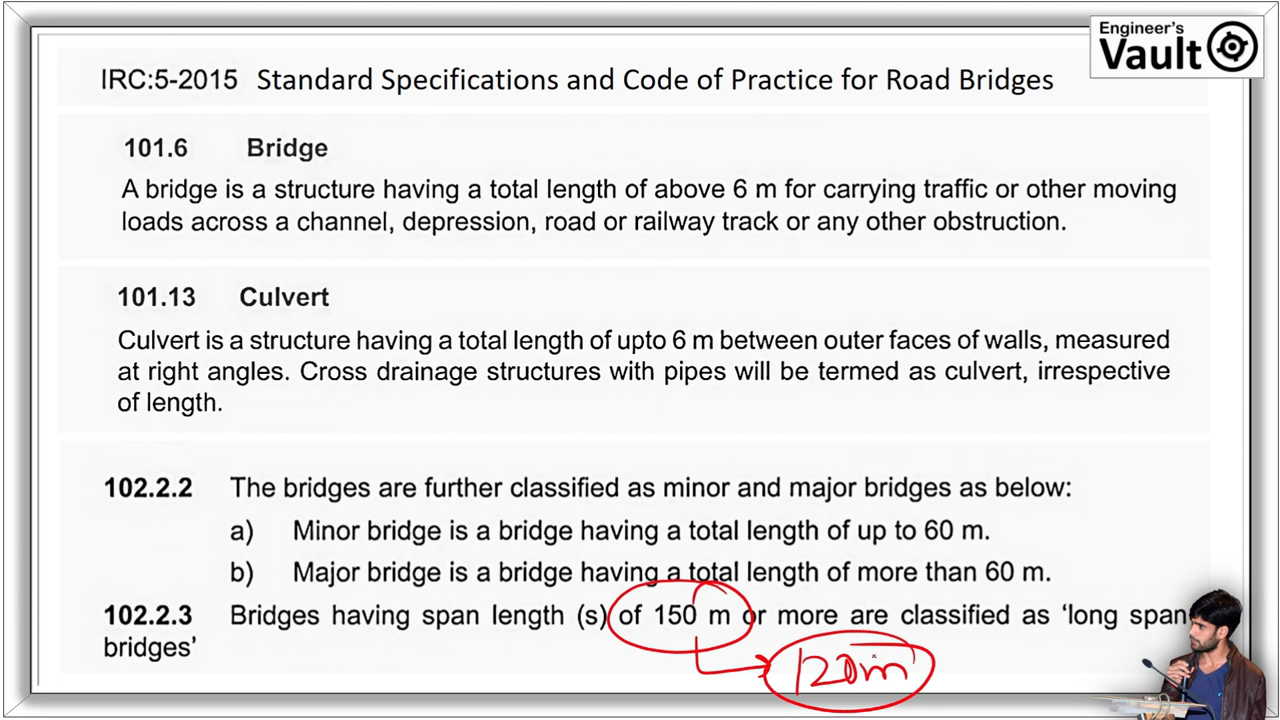 Engineer's
Vault
IRC:5-2015 Standard Specifications and Code of Practice for Road Bridges
101.6 Bridge
A bridge is a structure having a total length of above 6 m for carrying traffic or other moving
loads across a channel, depression, road or railway track or any other obstruction.
101.13 Culvert
Culvert is a structure having a total length of upto 6 m between outer faces of walls, measured
at right angles. Cross drainage structures with pipes will be termed as culvert, irrespective
of length.
102.2.2 The bridges are further classified as minor and major bridges as below:
a) Minor bridge is a bridge having a total length of up to 60 m.
b) Major bridge is a bridge having a total length of more than 60 m.
102.2.3 Bridges having span length (s) of 150 m or more are classified as 'long span
bridges'
120m